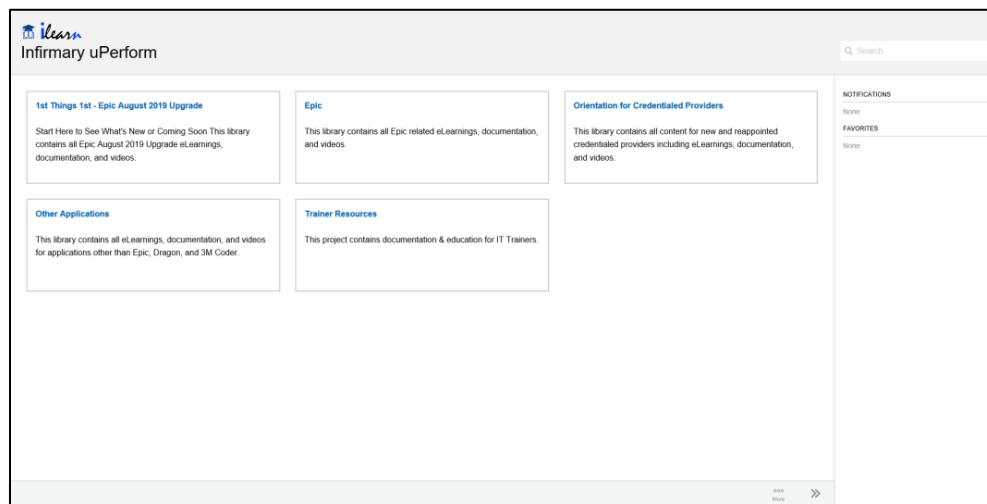 ilearn
Infirmary uPerform
Search
1st Things 1st - Epic August 2019 Upgrade
Start Here to See What's New or Coming Soon This library
contains all Epic August 2019 Upgrade eLearnings,
documentation, and videos.
Epic
This library contains all Epic related eLearnings, documentation,
and videos.
Orientation for Credentialed Providers
This library contains all content for new and reappointed
credentialed providers including eLearnings, documentation,
and videos.
Other Applications
This library contains all eLearnings, documentation, and videos
for applications other than Epic, Dragon, and 3M Coder.
Trainer Resources
This project contains documentation & education for IT Trainers.
NOTIFICATIONS
None
FAVORITES
None
More